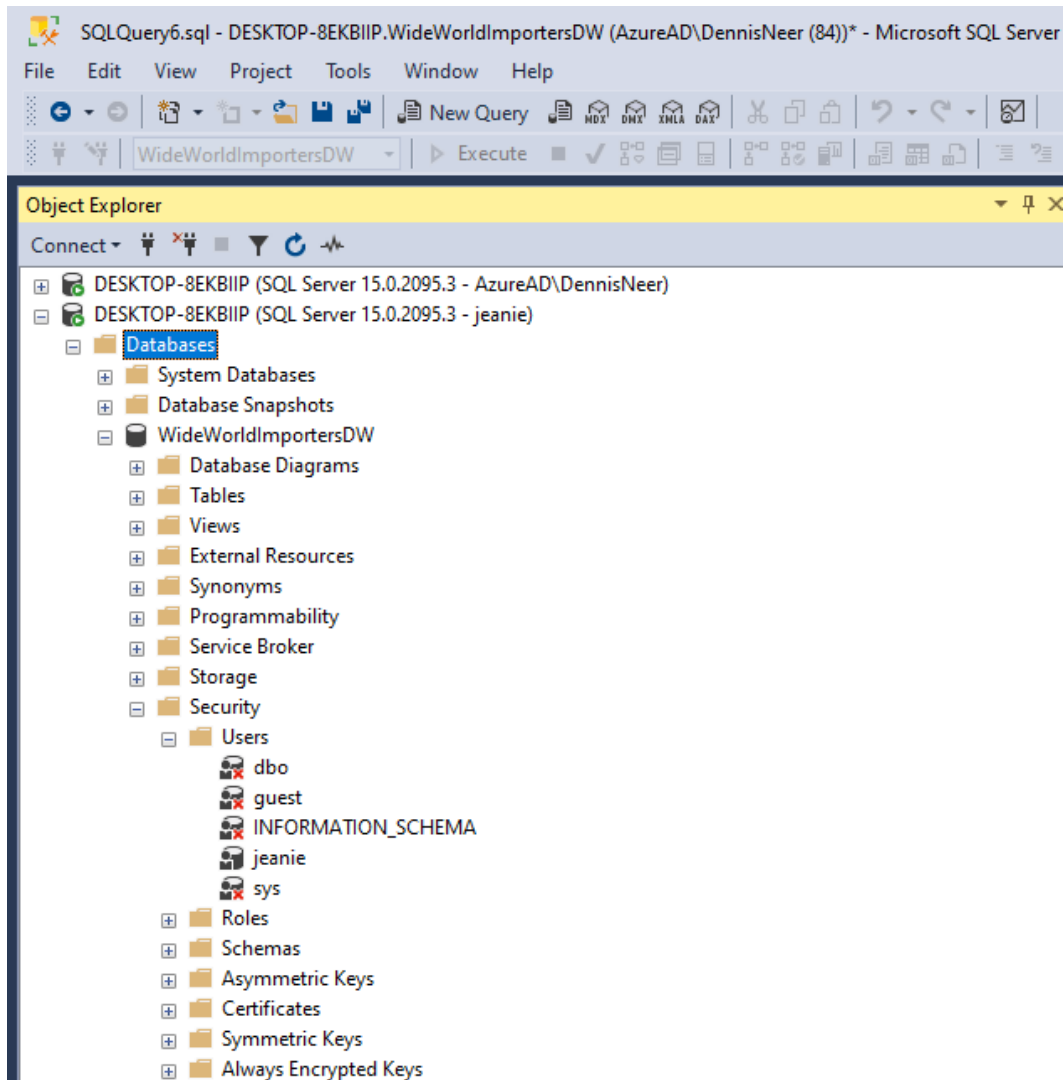 SQLQuery6.sql - DESKTOP-8EKBIIP.WideWorldImportersDW (AzureAD\DennisNeer (84))* - Microsoft SQL Server
File Edit View Project Tools Window Help
New Query MDX DMX XMLA DAX
WideWorldImportersDW Execute
Object Explorer
Connect
DESKTOP-8EKBIIP (SQL Server 15.0.2095.3 - AzureAD\DennisNeer)
DESKTOP-8EKBIIP (SQL Server 15.0.2095.3 - jeanie)
Databases
System Databases
Database Snapshots
WideWorldImportersDW
Database Diagrams
Tables
Views
External Resources
Synonyms
Programmability
Service Broker
Storage
Security
Users
dbo
guest
INFORMATION_SCHEMA
jeanie
sys
Roles
Schemas
Asymmetric Keys
Certificates
Symmetric Keys
Always Encrypted Keys